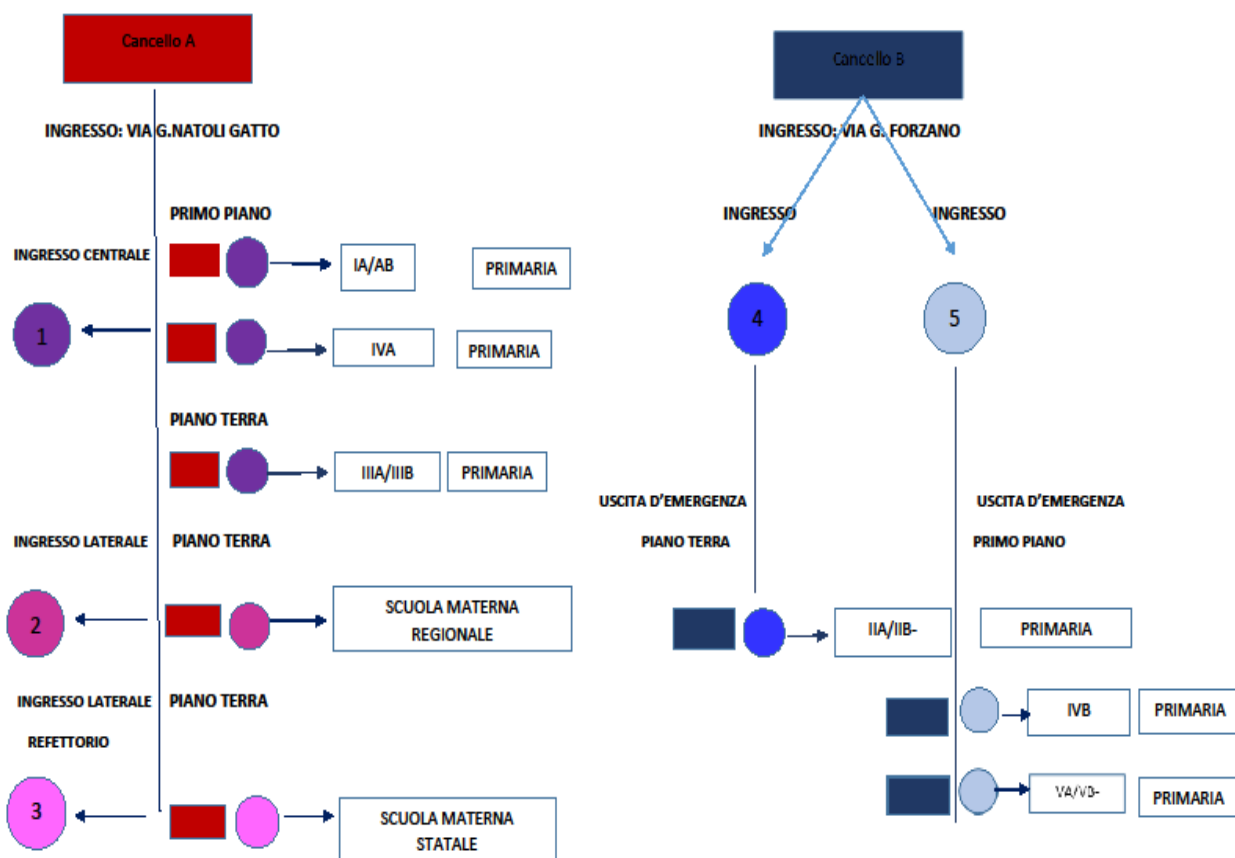 Cancello A
INGRESSO: VIA G.NATOLI GATTO
PRIMO PIANO
INGRESSO CENTRALE
IA/AB
PRIMARIA
1
IVA
PRIMARIA
PIANO TERRA
IIIA/IIIB
PRIMARIA
INGRESSO LATERALE
PIANO TERRA
2
SCUOLA MATERNA
REGIONALE
INGRESSO LATERALE
REFETTORIO
PIANO TERRA
3
SCUOLA MATERNA
STATALE
Cancello B
INGRESSO: VIA G. FORZANO
INGRESSO
INGRESSO
4
5
USCITA D'EMERGENZA
PIANO TERRA
USCITA D'EMERGENZA
PRIMO PIANO
IIA/IIB-
PRIMARIA
IVB
PRIMARIA
VA/VB-
PRIMARIA